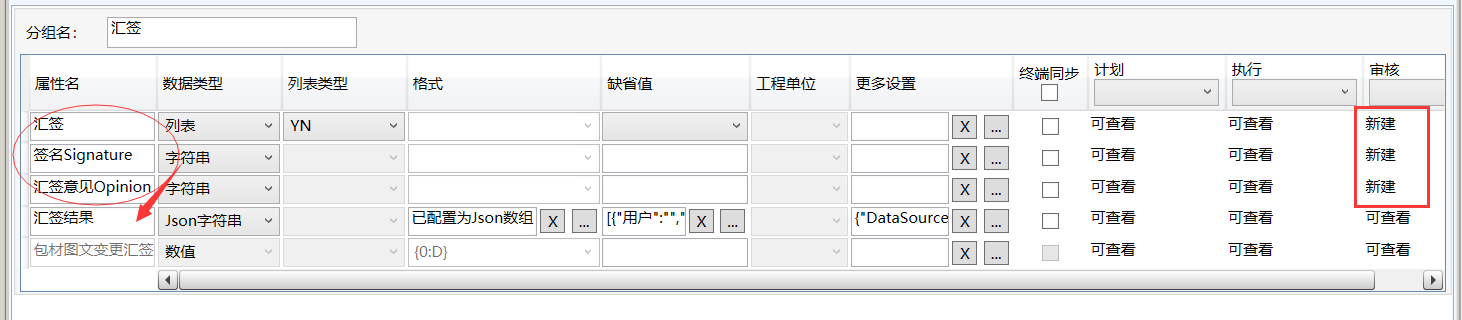 分组名： 汇签
属性名 数据类型 列表类型 格式 缺省值 工程单位 更多设置 终端同步 计划 执行 审核
汇签 列表 YN X ... 可查看 可查看 新建
签名Signature 字符串 X ... 可查看 可查看 新建
汇签意见Opinion 字符串 X ... 可查看 可查看 新建
汇签结果 Json字符串 已配置为Json数组 X ... [{"用户":""," X ... {"DataSource X ... 可查看 可查看 可查看
包材图文变更汇签 数值 {0:D} X ... 可查看 可查看 可查看